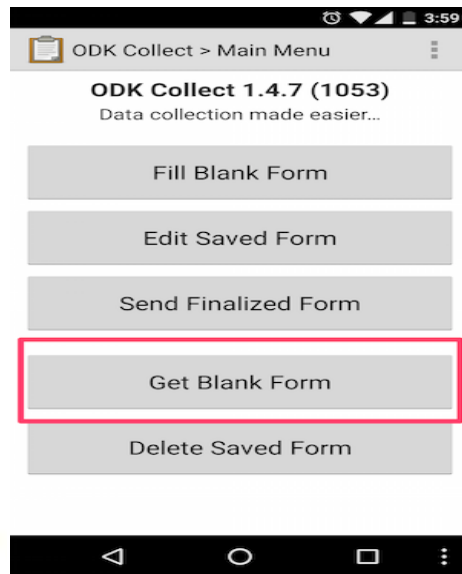 3:59
ODK Collect > Main Menu
ODK Collect 1.4.7 (1053)
Data collection made easier...
Fill Blank Form
Edit Saved Form
Send Finalized Form
Get Blank Form
Delete Saved Form